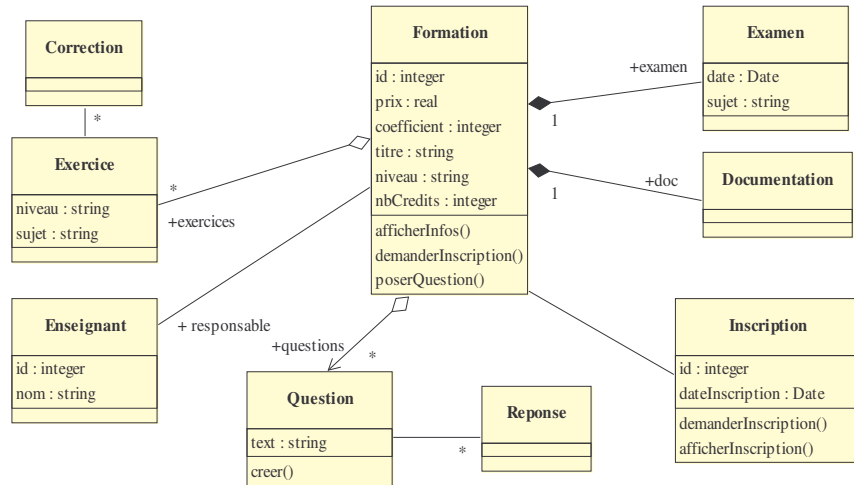 Correction
*
Exercice
niveau : string
sujet : string
*
+exercices
Enseignant
id : integer
nom : string
+ responsable
Formation
id : integer
prix : real
coefficient : integer
titre : string
niveau : string
nbCredits : integer
afficherInfos()
demanderInscription()
poserQuestion()
+questions
*
Question
text : string
creer()
*
Reponse
+examen
1
Examen
date : Date
sujet : string
+doc
1
Documentation
Inscription
id : integer
dateInscription : Date
demanderInscription()
afficherInscription()